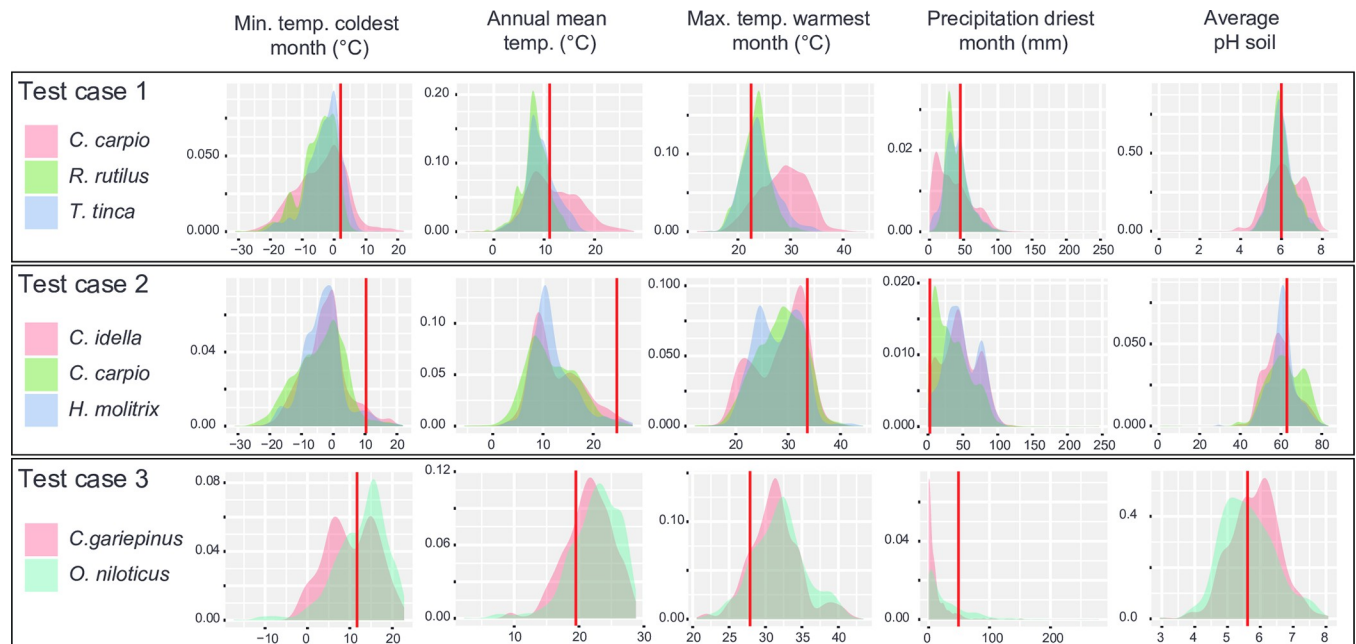 Min. temp. coldest
month (°C)
Annual mean
temp. (°C)
Max. temp. warmest
month (°C)
Precipitation driest
month (mm)
Average
pH soil
Test case 1
C. carpio
R. rutilus
T. tinca
0.050
0.000
−30 −20 −10 0 10 20
0.20
0.10
0.00
0 10 20
0.10
0.00
20 30 40
0.02
0.00
0 50 100 150 200 250
0.50
0.00
0 2 4 6 8
Test case 2
C. idella
C. carpio
H. molitrix
0.04
0.00
−30 −20 −10 0 10 20
0.10
0.05
0.00
0 10 20
0.100
0.050
0.000
20 30 40
0.020
0.010
0.000
0 50 100 150 200 250
0.050
0.000
0 20 40 60 80
Test case 3
C.gariepinus
O. niloticus
0.08
0.04
0.00
−10 0 10 20
0.12
0.06
0.00
10 20 30
0.10
0.00
20 30 40
0.04
0.00
0 100 200
0.4
0.0
3 4 5 6 7 8